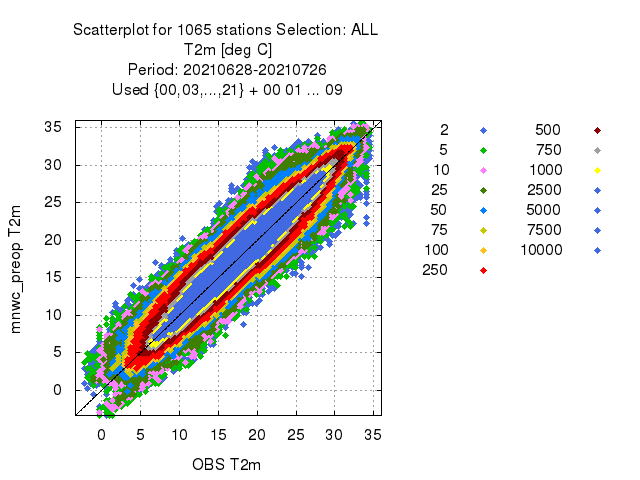 Scatterplot for 1065 stations Selection: ALL
T2m [deg C]
Period: 20210628-20210726
Used {00,03,...,21} + 00 01 ... 09
mnwc_preop T2m
35
30
25
20
15
10
5
0
0 5 10 15 20 25 30 35
OBS T2m
2 500
5 750
10 1000
25 2500
50 5000
75 7500
100 10000
250